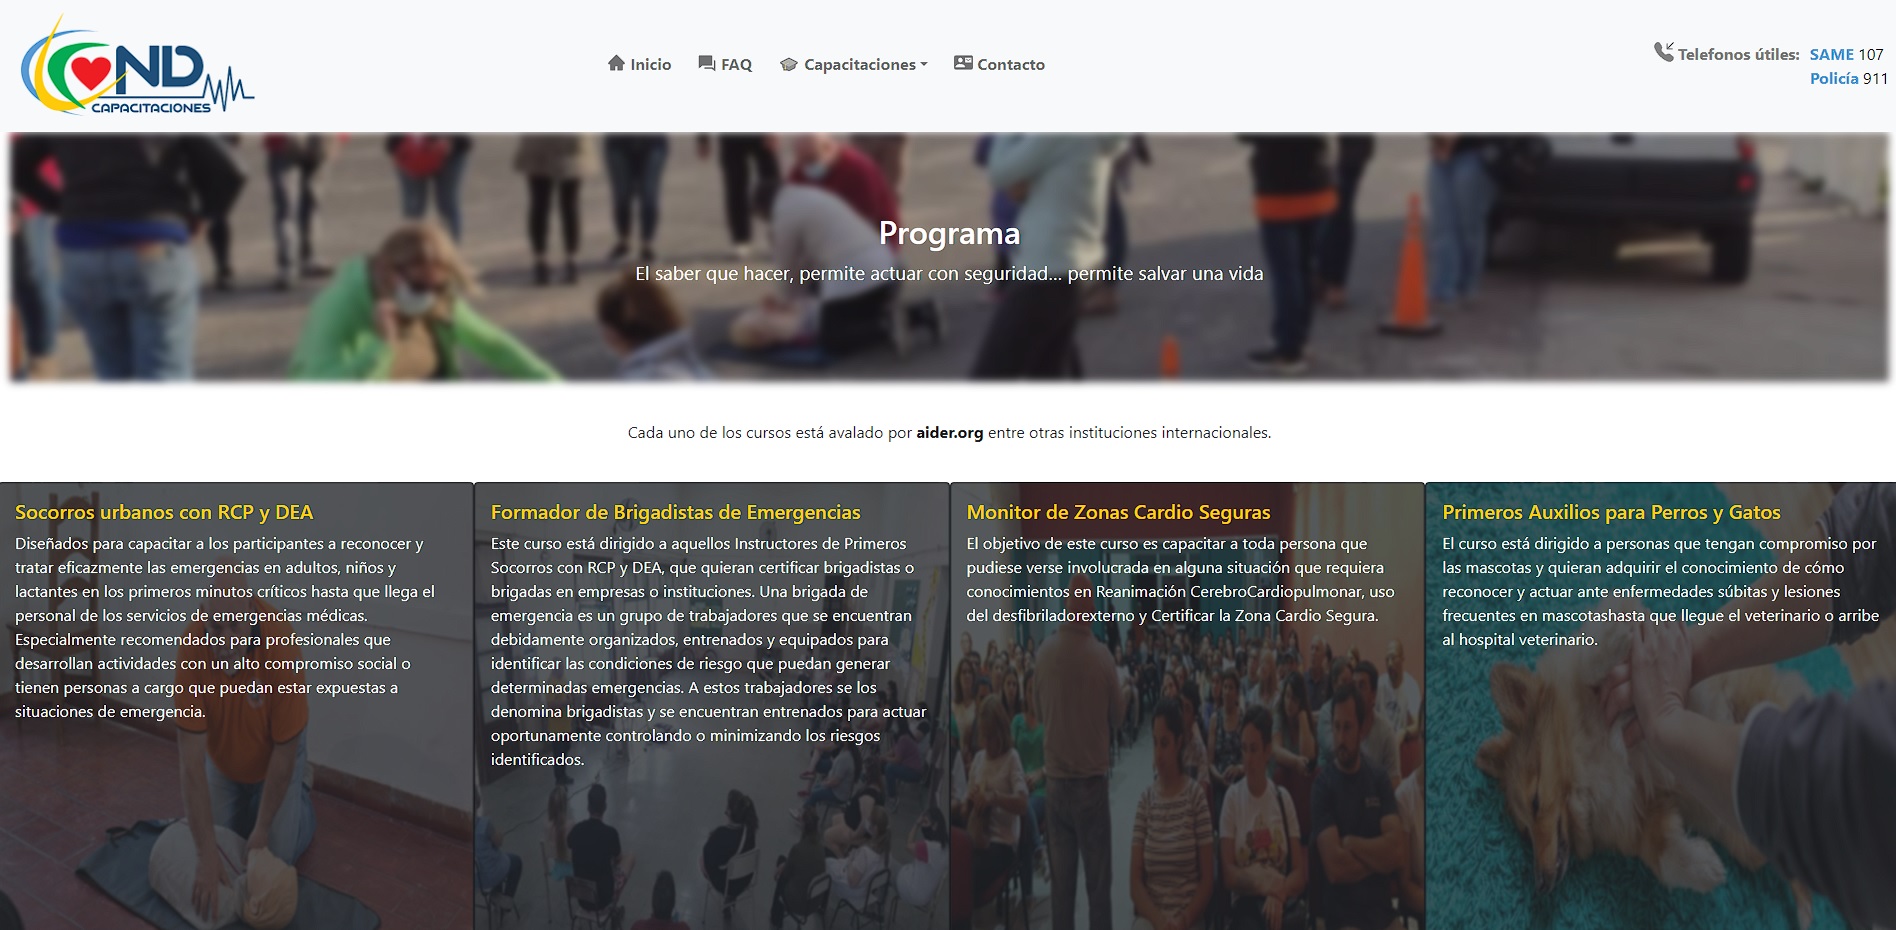 ND
CAPACITACIONES
Inicio
FAQ
Capacitaciones
Contacto
Telefonos útiles: SAME 107
Policía 911
Programa
El saber que hacer, permite actuar con seguridad... permite salvar una vida
Cada uno de los cursos está avalado por aider.org entre otras instituciones internacionales.
Socorros urbanos con RCP y DEA
Diseñados para capacitar a los participantes a reconocer y
tratar eficazmente las emergencias en adultos, niños y
lactantes en los primeros minutos críticos hasta que llega el
personal de los servicios de emergencias médicas.
Especialmente recomendados para profesionales que
desarrollan actividades con un alto compromiso social o
tienen personas a cargo que puedan estar expuestas a
situaciones de emergencia.
Formador de Brigadistas de Emergencias
Este curso está dirigido a aquellos Instructores de Primeros
Socorros con RCP y DEA, que quieran certificar brigadistas o
brigadas en empresas o instituciones. Una brigada de
emergencia es un grupo de trabajadores que se encuentran
debidamente organizados, entrenados y equipados para
identificar las condiciones de riesgo que puedan generar
determinadas emergencias. A estos trabajadores se los
denomina brigadistas y se encuentran entrenados para actuar
oportunamente controlando o minimizando los riesgos
identificados.
Monitor de Zonas Cardio Seguras
El objetivo de este curso es capacitar a toda persona que
pudiese verse involucrada en alguna situación que requiera
conocimientos en Reanimación CerebroCardiopulmonar, uso
del desfibriladorexterno y Certificar la Zona Cardio Segura.
Primeros Auxilios para Perros y Gatos
El curso está dirigido a personas que tengan compromiso por
las mascotas y quieran adquirir el conocimiento de cómo
reconocer y actuar ante enfermedades súbitas y lesiones
frecuentes en mascotashasta que llegue el veterinario o arribe
al hospital veterinario.